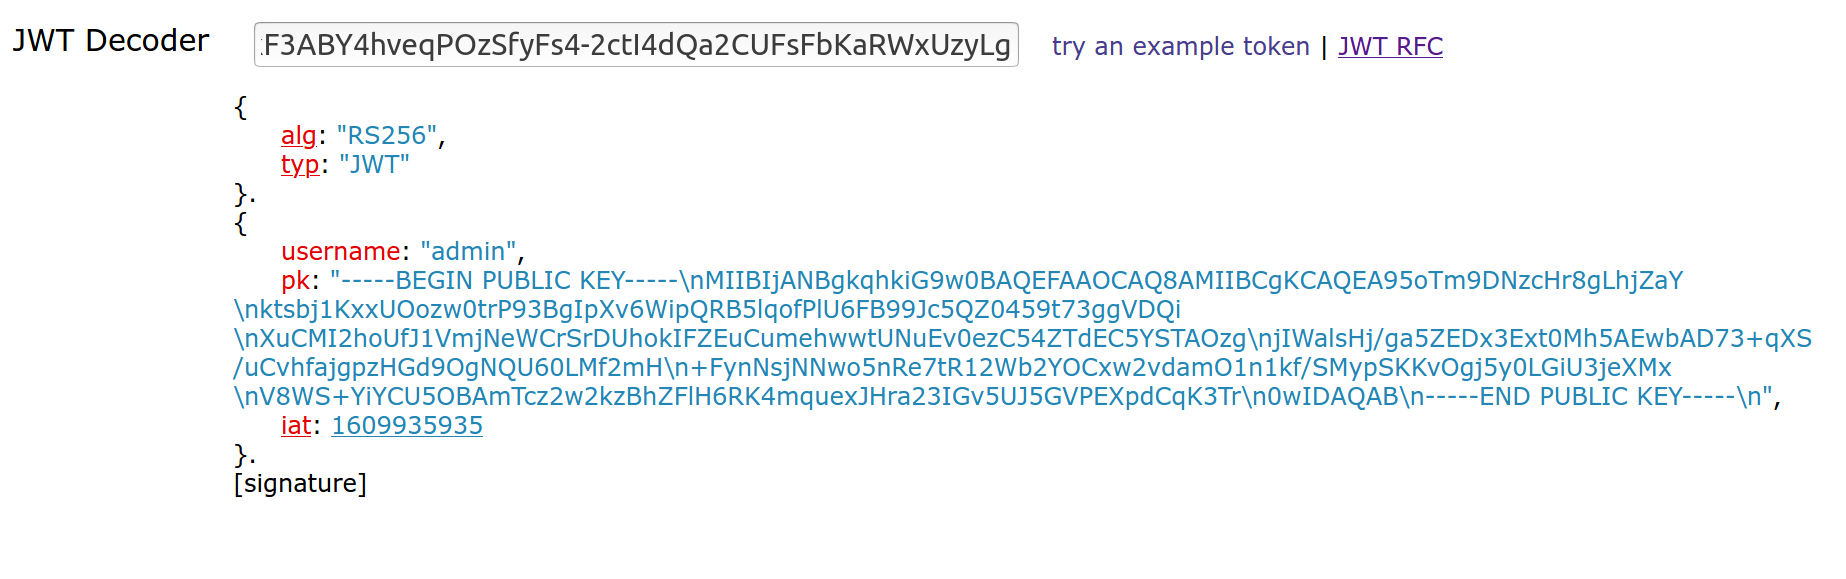 JWT Decoder :F3ABY4hveqPOzSfyFs4-2ctI4dQa2CUFsFbKaRWxUzyLg try an example token | JWT RFC
{
alg: "RS256",
typ: "JWT"
}.
{
username: "admin",
pk: "-----BEGIN PUBLIC KEY-----\nMIIBIjANBgkqhkiG9w0BAQEFAAOCAQ8AMIIBCgKCAQEA95oTm9DNzcHr8gLhjZaY
\nktsbj1KxxUOozw0trP93BgIpXv6WipQRB5lqofPlU6FB99Jc5QZ0459t73ggVDQi
\nXuCMI2hoUfJ1VmjNeWCrSrDUhokIFZEuCumehwwtUNuEv0ezC54ZTdEC5YSTAOzg\njIWalsHj/ga5ZEDx3Ext0Mh5AEwbAD73+qXS
/uCvhfajgpzHGd9OgNQU60LMf2mH\n+FynNsjNNwo5nRe7tR12Wb2YOCxw2vdamO1n1kf/SMypSKKvOgj5y0LGiU3jeXMx
\nV8WS+YiYCU5OBAmTcz2w2kzBhZFlH6RK4mquexJHra23IGv5UJ5GVPEXpdCqK3Tr\n0wIDAQAB\n-----END PUBLIC KEY-----\n",
iat: 1609935935
}.
[signature]